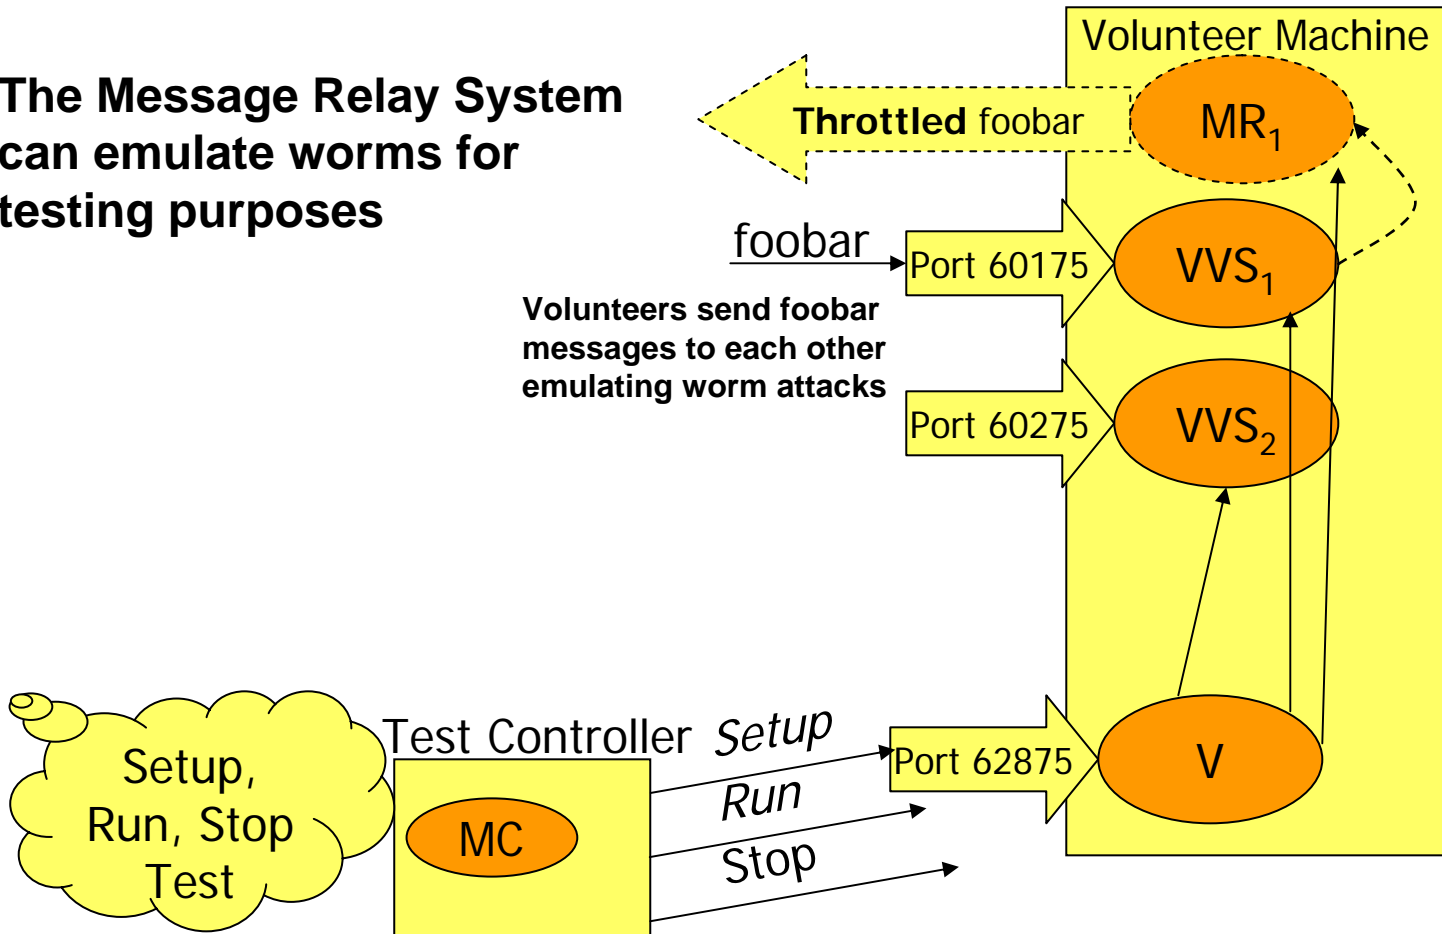 The Message Relay System
can emulate worms for
testing purposes
Volunteer Machine
Throttled foobar
MR1
foobar
Port 60175
VVS1
Volunteers send foobar
messages to each other
emulating worm attacks
Port 60275
VVS2
Setup,
Run, Stop
Test
Test Controller
MC
Setup
Run
Stop
Port 62875
V